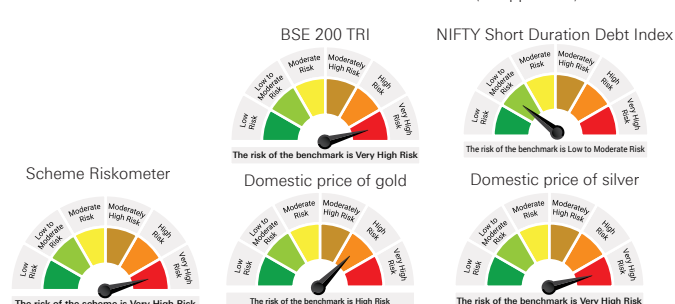 BSE 200 TRI
Low Risk
Low to Moderate Risk
Moderate Risk
Moderately High Risk
High Risk
Very High Risk
The risk of the benchmark is Very High Risk
NIFTY Short Duration Debt Index
Low Risk
Low to Moderate Risk
Moderate Risk
Moderately High Risk
High Risk
Very High Risk
The risk of the benchmark is Low to Moderate Risk
Scheme Riskometer
Low Risk
Low to Moderate Risk
Moderate Risk
Moderately High Risk
High Risk
Very High Risk
The risk of the scheme is Very High Risk
Domestic price of gold
Low Risk
Low to Moderate Risk
Moderate Risk
Moderately High Risk
High Risk
Very High Risk
The risk of the benchmark is High Risk
Domestic price of silver
Low Risk
Low to Moderate Risk
Moderate Risk
Moderately High Risk
High Risk
Very High Risk
The risk of the benchmark is Very High Risk